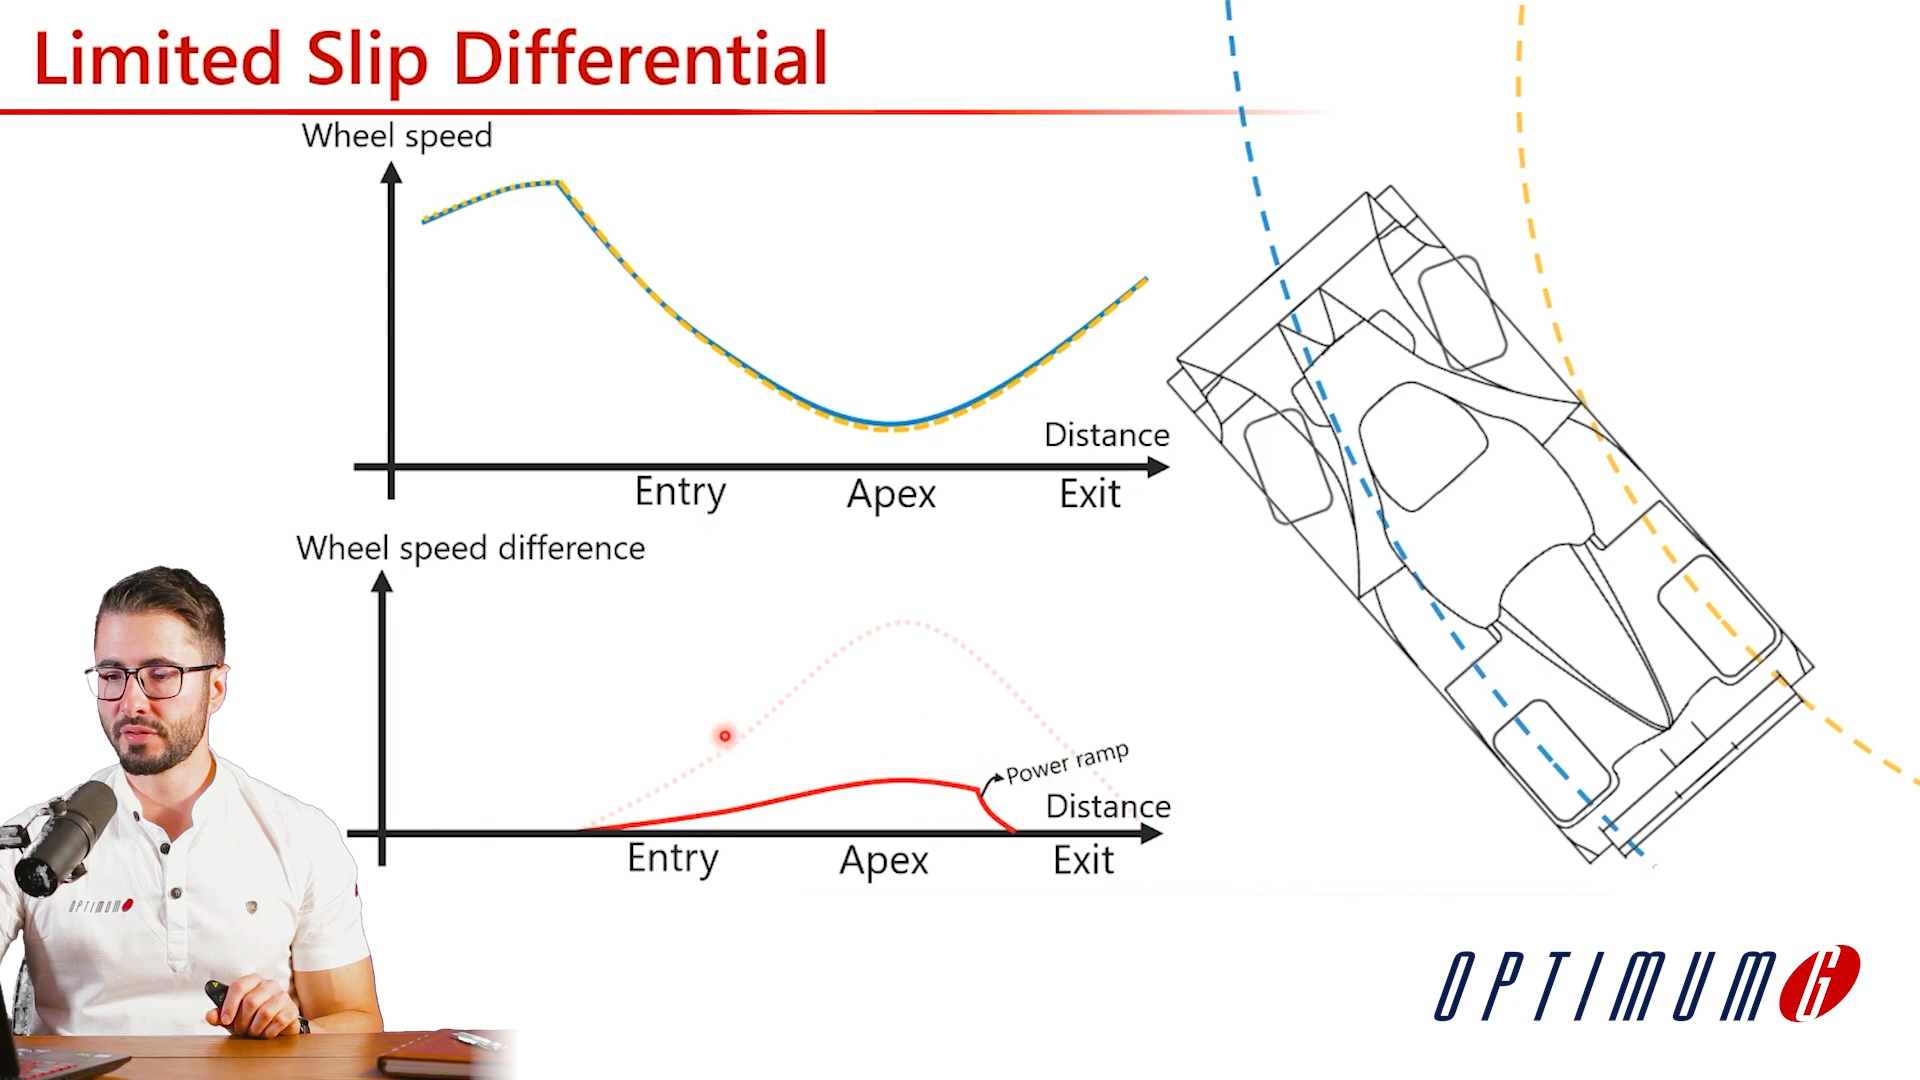 Limited Slip Differential
Wheel speed
Distance
Entry
Apex
Exit
Wheel speed difference
Power ramp
Distance
Entry
Apex
Exit
OPTIMUM
OPTIMUM G